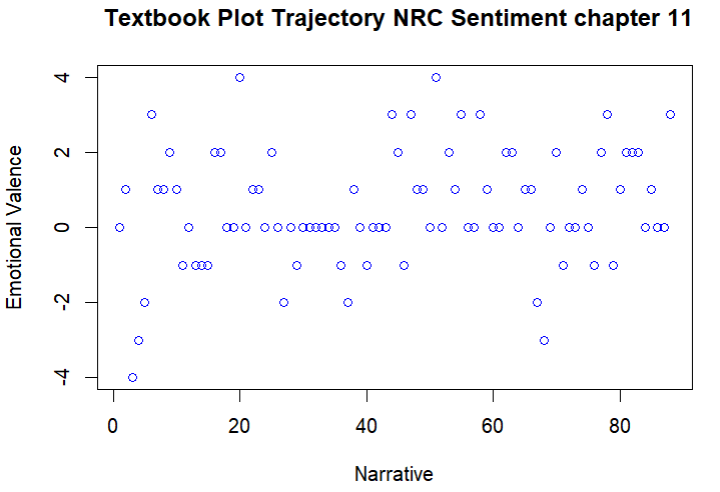 Textbook Plot Trajectory NRC Sentiment chapter 11
4
2
0
-2
-4
Emotional Valence
0 20 40 60 80
Narrative